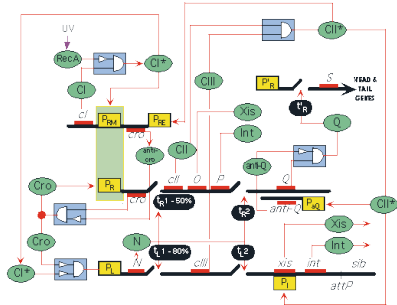 UV
RecA
CI*
CI
cI
CII*
CIII
P'R
S
HEAD &
TAIL
GENES
t'R
Q
PRM
PRE
cro
anti-
cro
CII
Xis
Int
anti-Q
Cro
PR
cro
cII
O
P
Q
tR1 - 50%
tR2
anti-Q
PaQ
CII*
Xis
Int
Cro
N
tL1 - 80%
tL2
CI*
PL
N
cIII
xis
int
sib
attP
PI